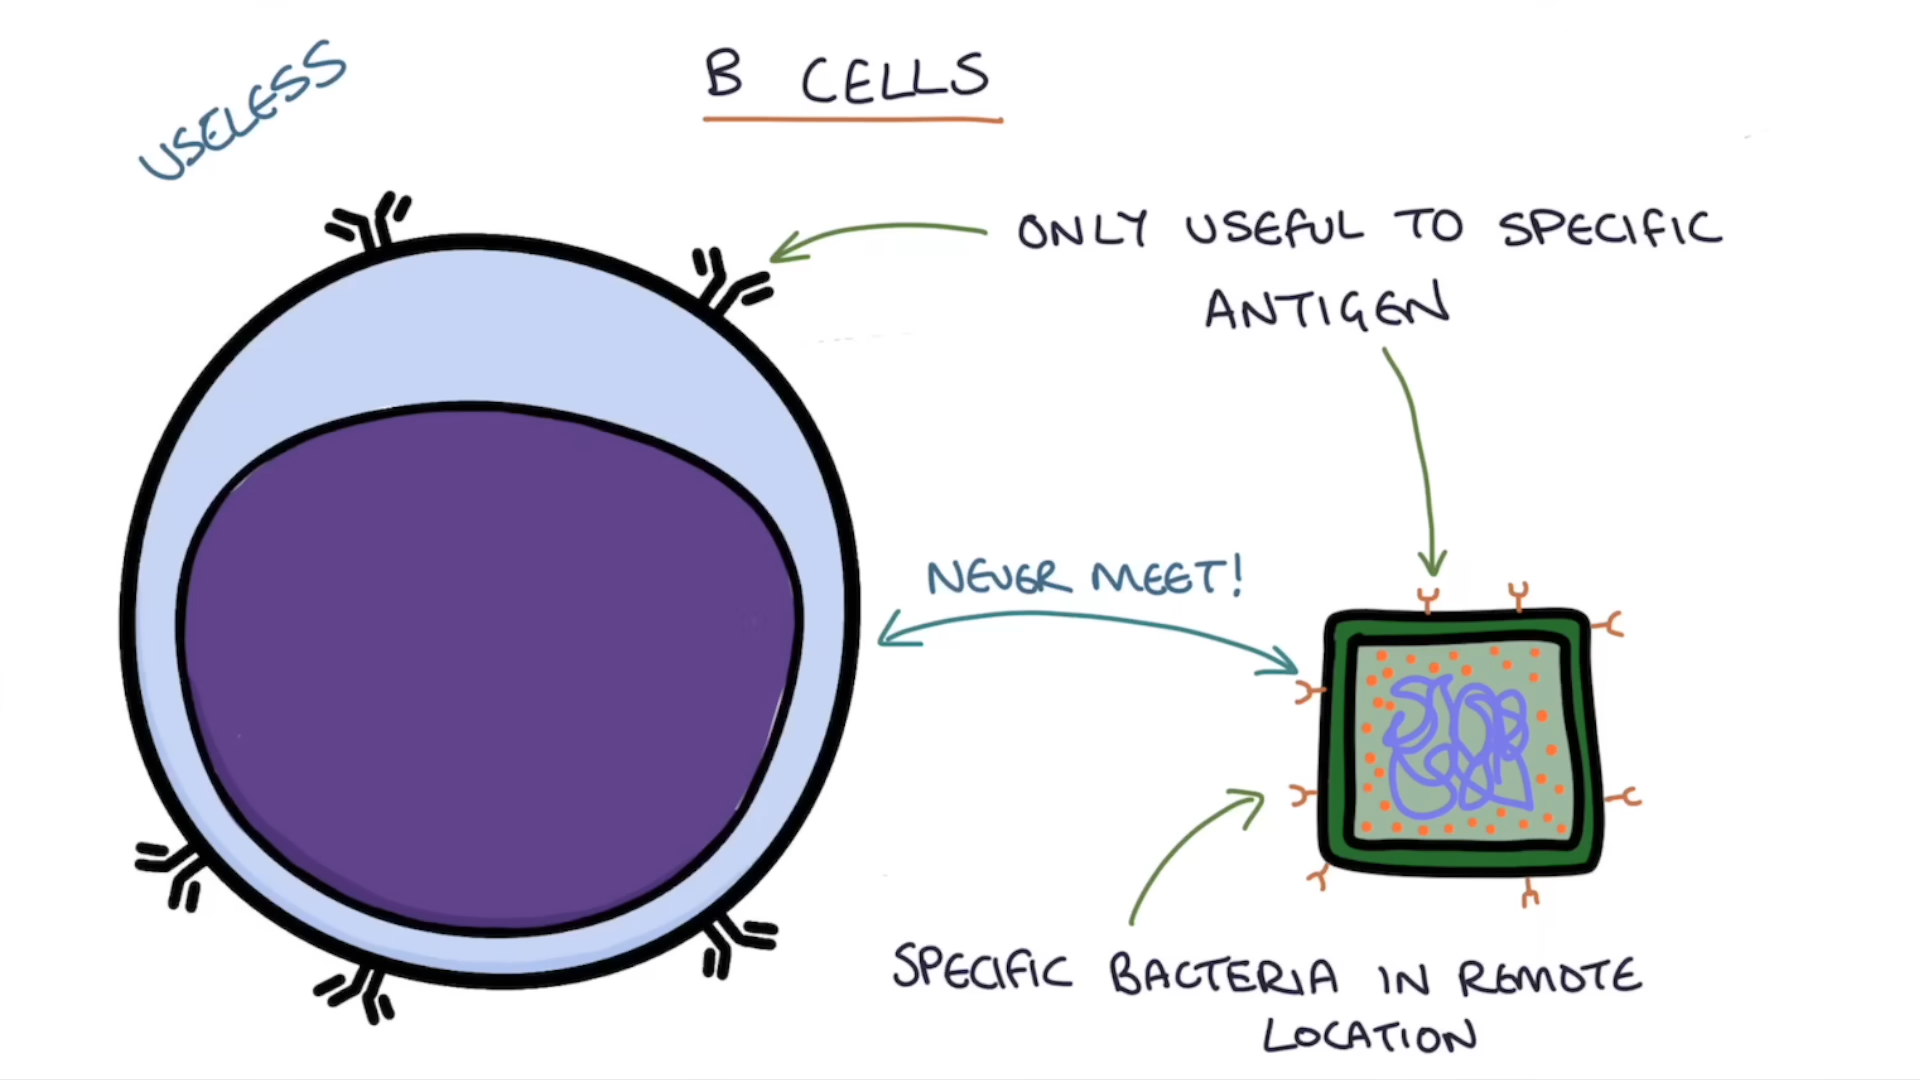 USELESS
B CELLS
ONLY USEFUL TO SPECIFIC
ANTIGEN
NEVER MEET!
SPECIFIC BACTERIA IN REMOTE
LOCATION